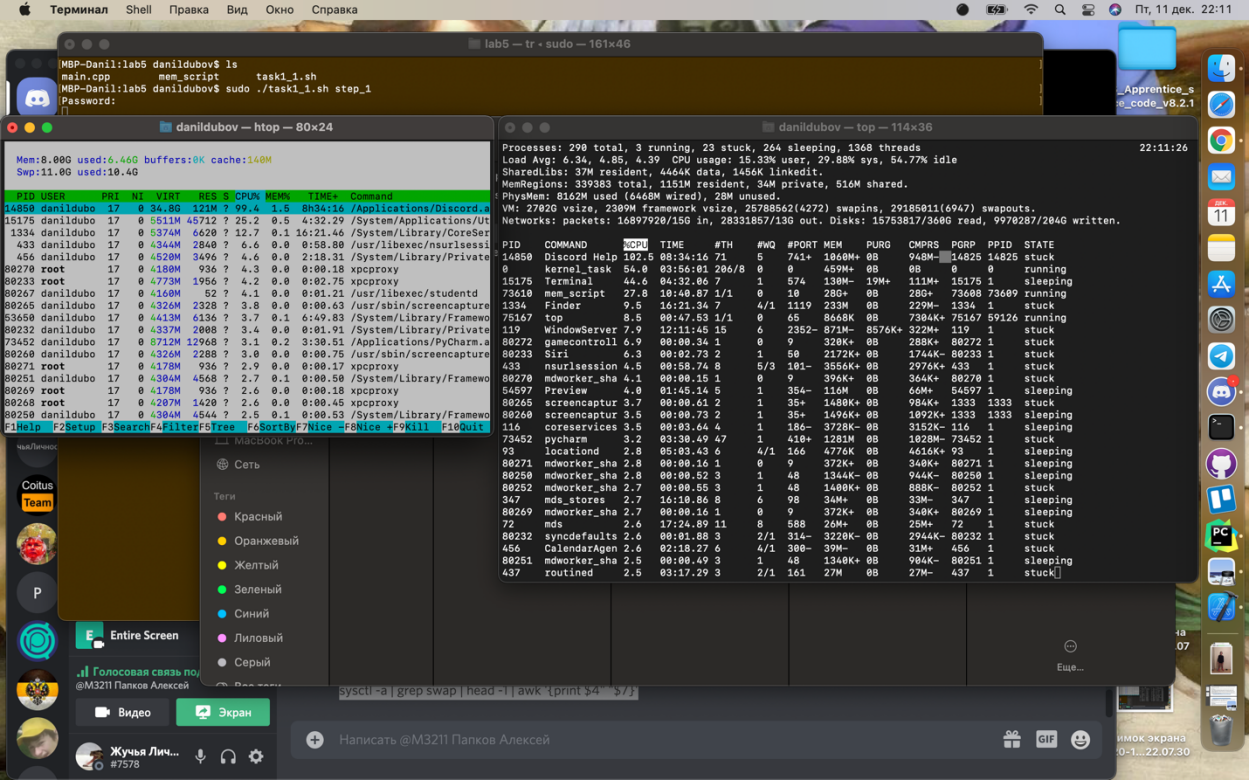 Терминал Shell Правка Вид Окно Справка Пт, 11 дек. 22:11
lab5 — tr • sudo — 161×46
MBP-Danil:lab5 danildubov$ ls
main.cpp mem_script task1_1.sh
MBP-Danil:lab5 danildubov$ sudo ./task1_1.sh step_1
Password:
_Apprentice_s
ce_code_v8.2.1
danildubov — htop — 80×24
Mem:8.00G used:6.46G buffers:0K cache:140M
Swp:11.0G used:10.4G
PID USER PRI NI VIRT RES S CPU% MEM% TIME+ Command
14850 danildubo 17 0 34.8G 121M ? 99.4 1.5 8h34:16 /Applications/Discord.a
15175 danildubo 17 0 5511M 45712 ? 25.2 0.5 4:32.29 /System/Applications/Ut
1334 danildubo 17 0 5374M 6620 ? 12.7 0.1 16:21.46 /System/Library/CoreSer
433 danildubo 17 0 4344M 2840 ? 6.6 0.0 0:58.80 /usr/libexec/nsurlsessi
456 danildubo 17 0 4520M 3496 ? 4.6 0.0 2:18.31 /System/Library/Private
80270 root 17 0 4180M 936 ? 4.3 0.0 0:00.18 xpcproxy
80233 root 17 0 4773M 1956 ? 4.2 0.0 0:02.75 xpcproxy
80267 danildubo 17 0 4160M 52 ? 4.1 0.0 0:01.21 /usr/libexec/studentd
80265 danildubo 17 0 4326M 2328 ? 3.8 0.0 0:00.63 /usr/sbin/screencapture
53650 danildubo 17 0 4413M 6136 ? 3.7 0.1 6:49.83 /System/Library/Framewo
80232 danildubo 17 0 4337M 2008 ? 3.4 0.0 0:01.91 /System/Library/Private
73452 danildubo 17 0 8712M 12968 ? 3.1 0.2 3:30.51 /Applications/PyCharm.a
80260 danildubo 17 0 4326M 2288 ? 3.0 0.0 0:00.75 /usr/sbin/screencapture
80271 root 17 0 4178M 936 ? 2.9 0.0 0:00.17 xpcproxy
80251 danildubo 17 0 4304M 4568 ? 2.7 0.1 0:00.50 /System/Library/Framewo
80269 root 17 0 4178M 936 ? 2.6 0.0 0:00.18 xpcproxy
80268 root 17 0 4207M 1420 ? 2.6 0.0 0:00.45 xpcproxy
80250 danildubo 17 0 4304M 4544 ? 2.5 0.1 0:00.53 /System/Library/Framewo
F1Help F2Setup F3SearchF4FilterF5Tree F6SortByF7Nice -F8Nice +F9Kill F10Quit
danildubov — top — 114×36
Processes: 290 total, 3 running, 23 stuck, 264 sleeping, 1368 threads 22:11:26
Load Avg: 6.34, 4.85, 4.39 CPU usage: 15.33% user, 29.88% sys, 54.77% idle
SharedLibs: 37M resident, 4464K data, 1456K linkedit.
MemRegions: 339383 total, 1151M resident, 34M private, 516M shared.
PhysMem: 8162M used (6468M wired), 28M unused.
VM: 2702G vsize, 2309M framework vsize, 25788562(4272) swapins, 29185011(6947) swapouts.
Networks: packets: 16897920/15G in, 28331857/13G out. Disks: 15753817/360G read, 9970287/204G written.
PID COMMAND %CPU TIME #TH #WQ #PORT MEM PURG CMPRS PGRP PPID STATE
14850 Discord Help 102.5 08:34:16 71 5 741+ 1060M+ 0B 948M- 14825 14825 stuck
0 kernel_task 54.0 03:56:01 206/8 0 0 459M+ 0B 0B 0 0 running
15175 Terminal 44.6 04:32.06 7 1 574 130M- 19M+ 111M+ 15175 1 sleeping
73610 mem_script 27.8 10:40.87 1/1 0 10 28G+ 0B 28G+ 73608 73609 running
1334 Finder 9.5 16:21.34 7 4/1 1119 233M 0B 229M- 1334 1 stuck
75167 top 8.5 00:47.53 1/1 0 65 8668K 0B 7304K+ 75167 59126 running
119 WindowServer 7.9 12:11:45 15 6 2352- 871M- 8576K+ 322M+ 119 1 stuck
80272 gamecontroll 6.9 00:00.34 1 0 9 320K+ 0B 288K+ 80272 1 stuck
80233 Siri 6.3 00:02.73 2 1 50 2172K+ 0B 1744K- 80233 1 stuck
433 nsurlsession 4.5 00:58.74 8 5/3 101- 3556K+ 0B 2976K+ 433 1 stuck
80270 mdworker_sha 4.1 00:00.15 1 0 9 396K+ 0B 364K+ 80270 1 stuck
54597 Preview 4.0 01:45.14 5 1 354- 116M 0B 66M+ 54597 1 sleeping
80265 screencaptur 3.7 00:00.61 2 1 35+ 1480K+ 0B 984K+ 1333 1333 stuck
80260 screencaptur 3.5 00:00.73 2 1 35+ 1496K+ 0B 1092K+ 1333 1333 sleeping
116 coreservices 3.5 00:03.64 4 1 186- 3728K- 0B 3152K- 116 1 sleeping
73452 pycharm 3.2 03:30.49 47 1 410+ 1281M 0B 1028M- 73452 1 sleeping
93 locationd 2.8 05:03.43 6 4/1 166 4776K 0B 4616K+ 93 1 sleeping
80271 mdworker_sha 2.8 00:00.16 1 0 9 372K+ 0B 340K+ 80271 1 sleeping
80250 mdworker_sha 2.8 00:00.52 3 1 48 1344K- 0B 944K- 80250 1 sleeping
80252 mdworker_sha 2.7 00:00.55 3 1 48 1400K+ 0B 888K- 80252 1 stuck
347 mds_stores 2.7 16:10.86 8 6 98 34M+ 0B 33M- 347 1 sleeping
80269 mdworker_sha 2.7 00:00.16 1 0 9 372K+ 0B 340K+ 80269 1 sleeping
72 mds 2.6 17:24.89 11 8 588 26M+ 0B 25M+ 72 1 stuck
80232 syncdefaults 2.6 00:01.88 3 2/1 314- 3220K- 0B 2944K- 80232 1 stuck
456 CalendarAgen 2.6 02:18.27 6 4/1 300- 39M- 0B 31M+ 456 1 stuck
80251 mdworker_sha 2.5 00:00.49 3 1 48 1340K+ 0B 904K- 80251 1 sleeping
437 routined 2.5 03:17.29 3 2/1 161 27M 0B 27M- 437 1 stuck
MacBook Pro...
Сеть
Теги
Красный
Оранжевый
Желтый
Зеленый
Синий
Лиловый
Серый
Все теги
Еще...
Coitus
Team
P
E Entire Screen
Голосовая связь по
@М3211 Папков Алексей
Видео Экран
Жучья Лич...
#7578
sysctl -a | grep swap | head -1 | awk '{print $4" "$7}'
Написать @М3211 Папков Алексей
GIF
ДЕК.
11
PC
на
.07
имок экрана
20-1...22.07.30